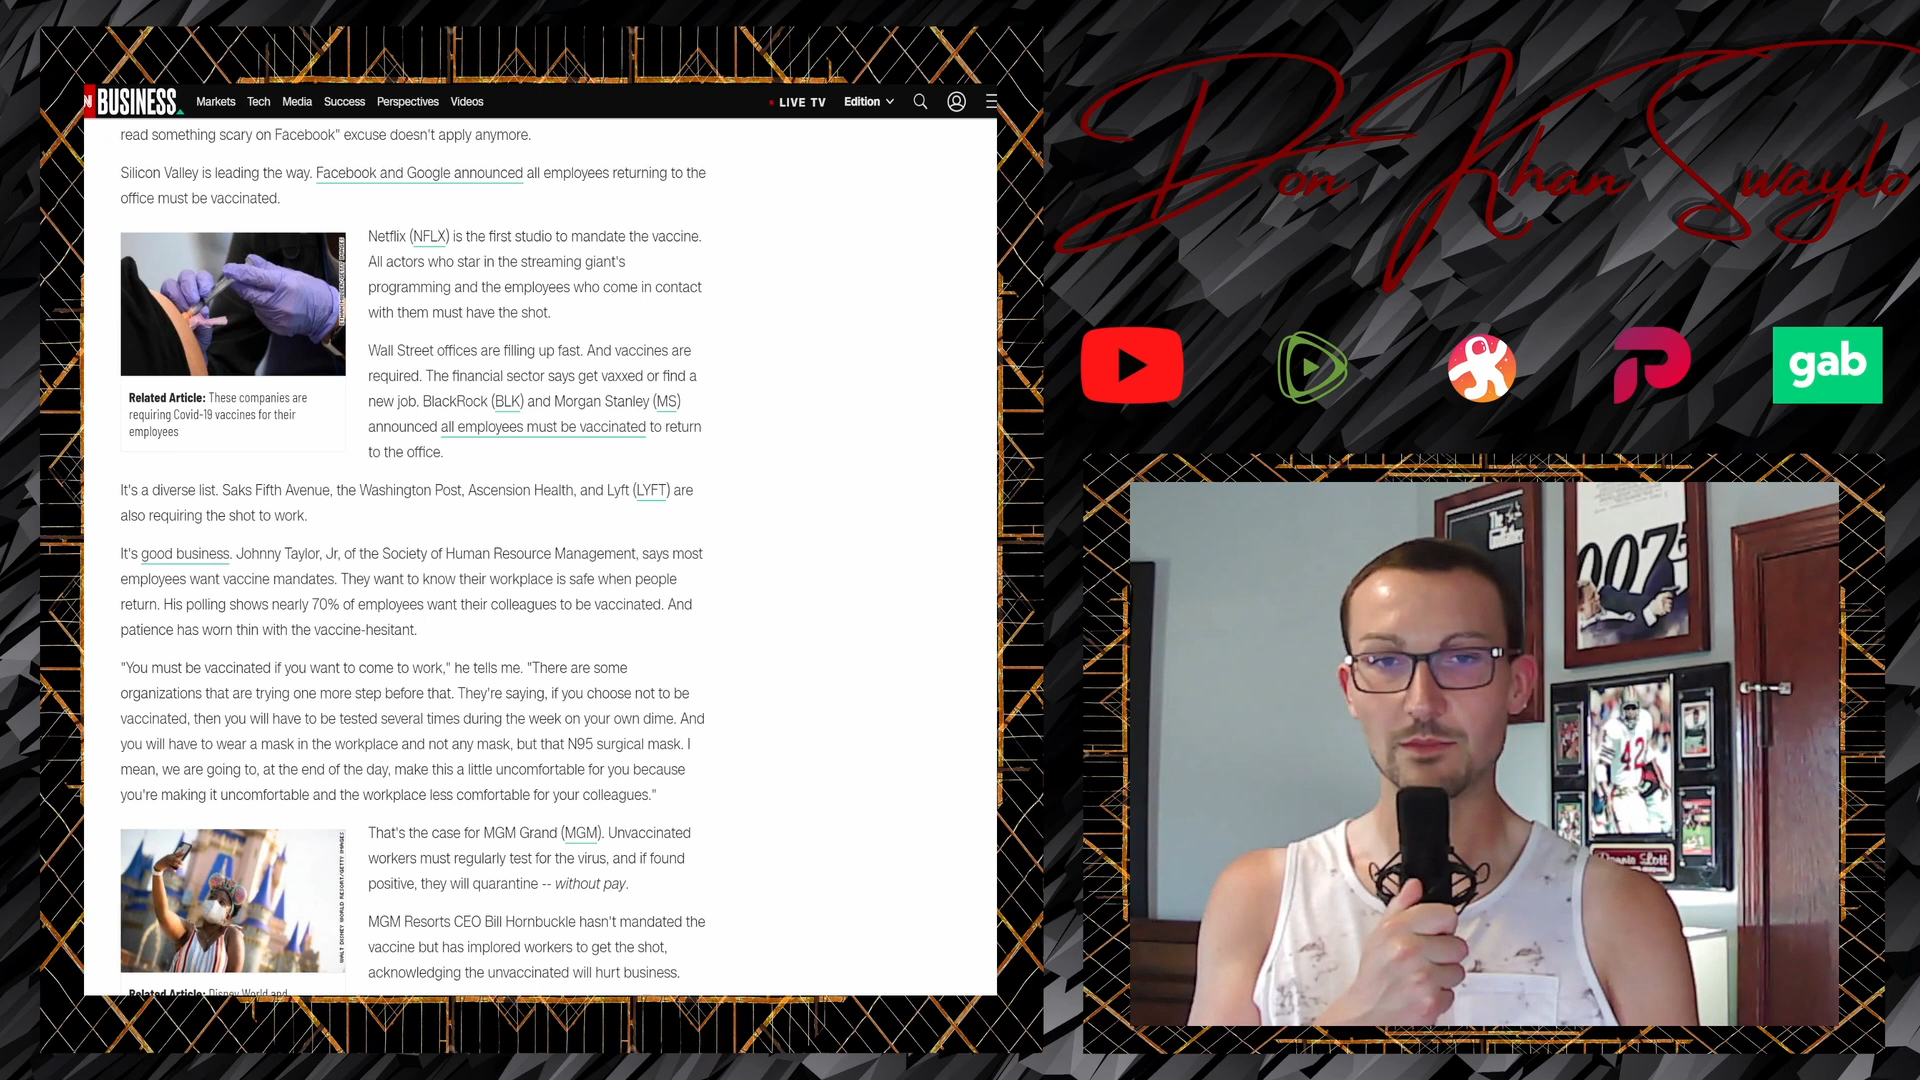 BUSINESS
Markets Tech Media Success Perspectives Videos
LIVE TV Edition
read something scary on Facebook" excuse doesn't apply anymore.
Silicon Valley is leading the way. Facebook and Google announced all employees returning to the
office must be vaccinated.
Netflix (NFLX) is the first studio to mandate the vaccine.
All actors who star in the streaming giant's
programming and the employees who come in contact
with them must have the shot.
Related Article: These companies are
requiring Covid-19 vaccines for their
employees
Wall Street offices are filling up fast. And vaccines are
required. The financial sector says get vaxxed or find a
new job. BlackRock (BLK) and Morgan Stanley (MS)
announced all employees must be vaccinated to return
to the office.
It's a diverse list. Saks Fifth Avenue, the Washington Post, Ascension Health, and Lyft (LYFT) are
also requiring the shot to work.
It's good business. Johnny Taylor, Jr, of the Society of Human Resource Management, says most
employees want vaccine mandates. They want to know their workplace is safe when people
return. His polling shows nearly 70% of employees want their colleagues to be vaccinated. And
patience has worn thin with the vaccine-hesitant.
"You must be vaccinated if you want to come to work," he tells me. "There are some
organizations that are trying one more step before that. They're saying, if you choose not to be
vaccinated, then you will have to be tested several times during the week on your own dime. And
you will have to wear a mask in the workplace and not any mask, but that N95 surgical mask. I
mean, we are going to, at the end of the day, make this a little uncomfortable for you because
you're making it uncomfortable and the workplace less comfortable for your colleagues."
WALT DISNEY WORLD RESORT/GETTY IMAGES
That's the case for MGM Grand (MGM). Unvaccinated
workers must regularly test for the virus, and if found
positive, they will quarantine -- without pay.
MGM Resorts CEO Bill Hornbuckle hasn't mandated the
vaccine but has implored workers to get the shot,
acknowledging the unvaccinated will hurt business.
Related Article: Disney World and
Don Khan Swaylo
gab
The
007
42